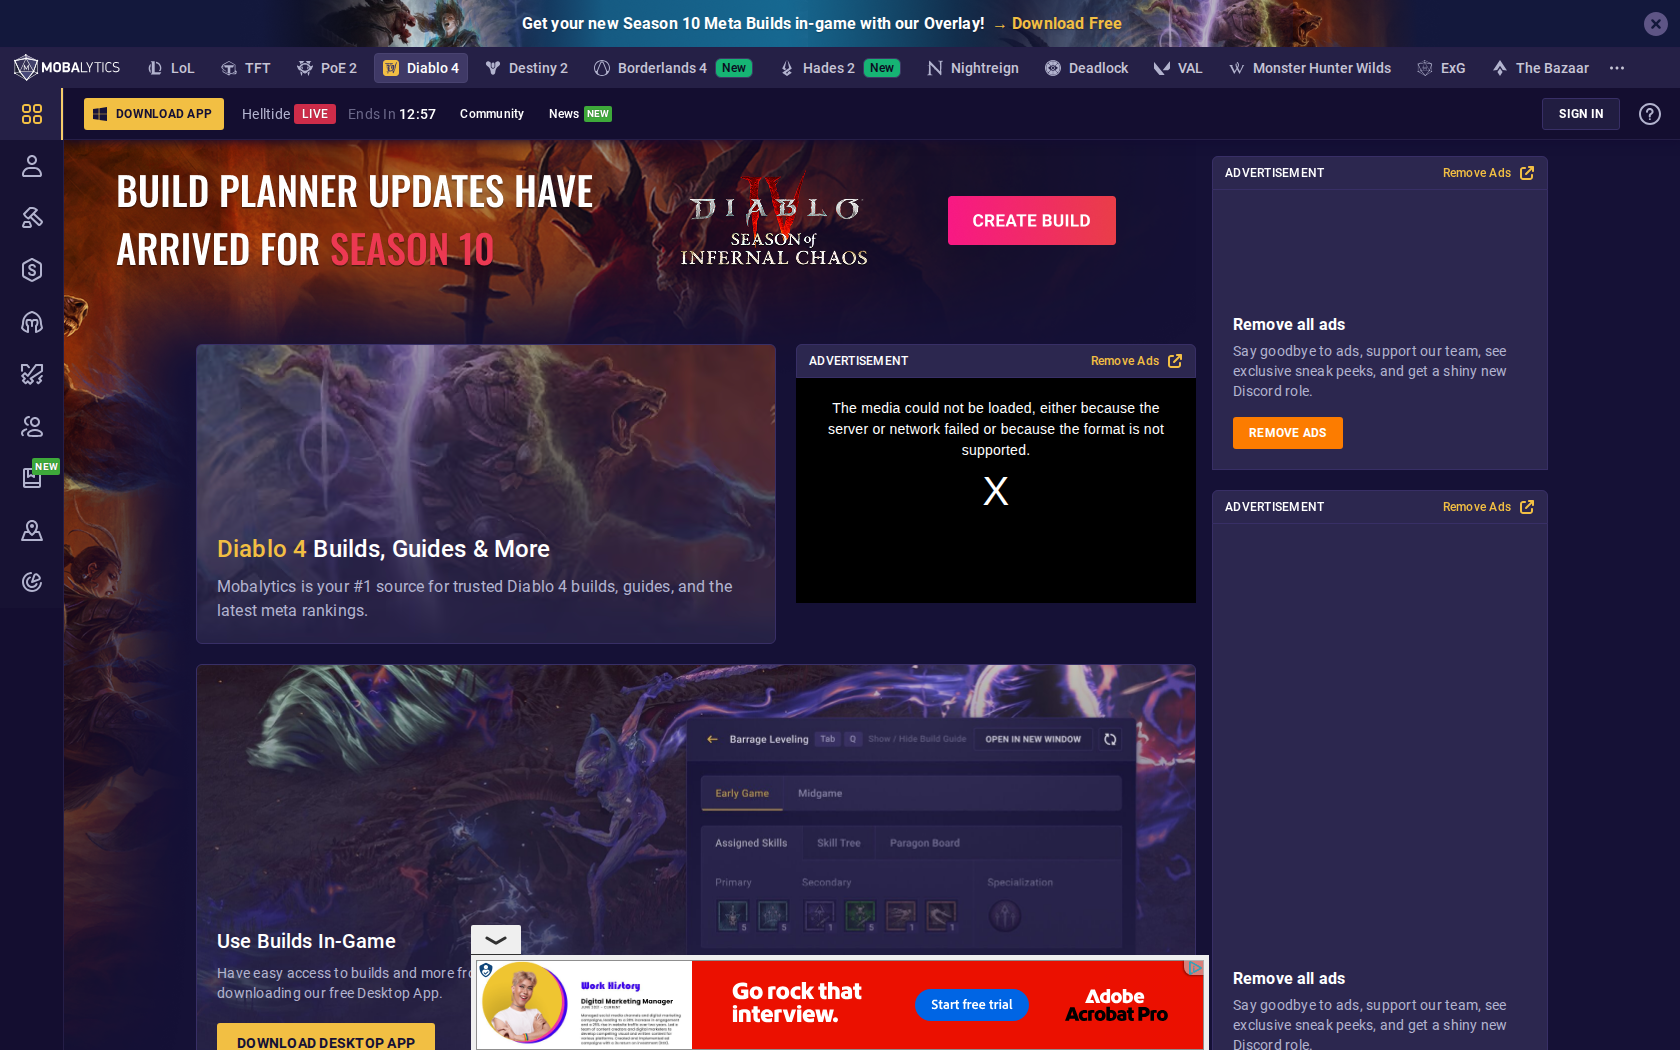 Get your new Season 10 Meta Builds in-game with our Overlay! → Download Free
MOBALYTICS
LoL
TFT
PoE 2
Diablo 4
Destiny 2
Borderlands 4 New
Hades 2 New
Nightreign
Deadlock
VAL
Monster Hunter Wilds
ExG
The Bazaar
DOWNLOAD APP
Helltide LIVE Ends In 12:57
Community
News NEW
SIGN IN
NEW
BUILD PLANNER UPDATES HAVE
ARRIVED FOR SEASON 10
DIABLO
IV
SEASON of
INFERNAL CHAOS
CREATE BUILD
ADVERTISEMENT
Remove Ads
Remove all ads
Say goodbye to ads, support our team, see
exclusive sneak peeks, and get a shiny new
Discord role.
REMOVE ADS
Diablo 4 Builds, Guides & More
Mobalytics is your #1 source for trusted Diablo 4 builds, guides, and the
latest meta rankings.
ADVERTISEMENT
Remove Ads
The media could not be loaded, either because the
server or network failed or because the format is not
supported.
X
ADVERTISEMENT
Remove Ads
Remove all ads
Say goodbye to ads, support our team, see
exclusive sneak peeks, and get a shiny new
Discord role.
Barrage Leveling Tab Q Show / Hide Build Guide OPEN IN NEW WINDOW
Early Game Midgame
Assigned Skills Skill Tree Paragon Board
Primary Secondary Specialization
5 5 1 5 1 1
Use Builds In-Game
Have easy access to builds and more fro
downloading our free Desktop App.
DOWNLOAD DESKTOP APP
Work History
Digital Marketing Manager
Go rock that
interview.
Start free trial
Adobe
Acrobat Pro